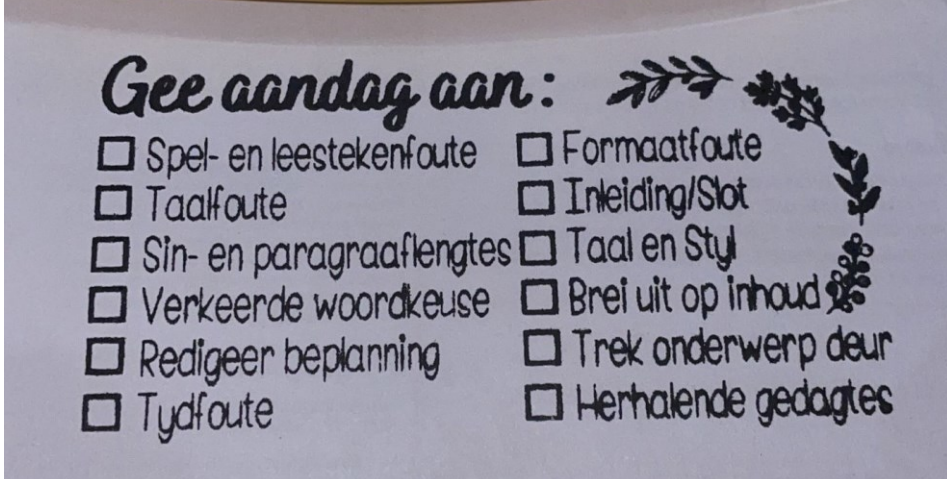 Gee aandag aan:
Spel- en leestekenfoute
Taalfoute
Sin- en paragraaflengtes
Verkeerde woordkeuse
Redigeer beplanning
Tydfoute
Formaatfoute
Inleiding/Slot
Taal en Styl
Brei uit op inhoud
Trek onderwerp deur
Herhalende gedagtes